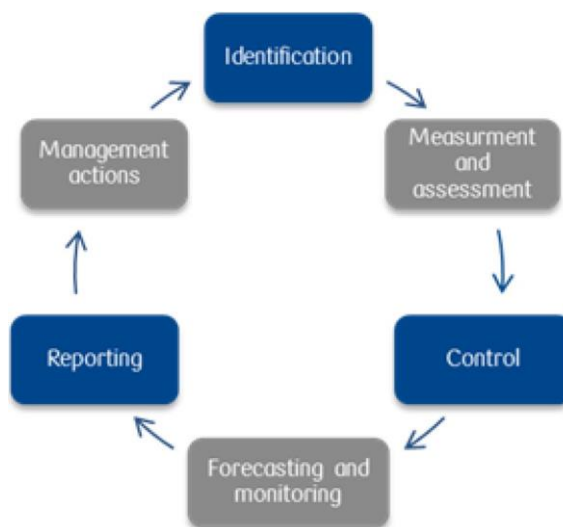 Identification
Measurment
and
assessment
Control
Forecasting and
monitoring
Reporting
Management
actions